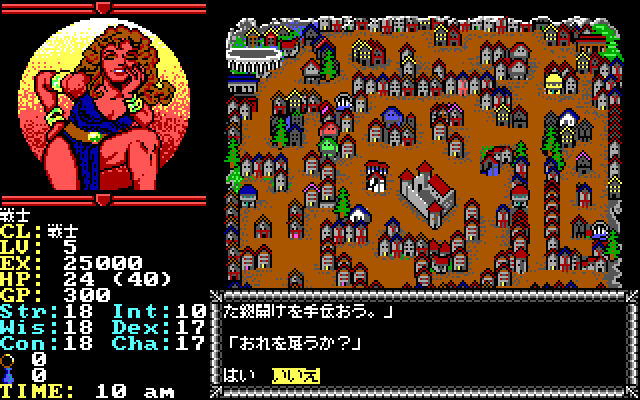 戦士
CL: 戦士
LV: 5
EX: 25000
HP: 24 (40)
GP: 300
Str:18 Int:10
Wis:18 Dex:17
Con:18 Cha:17
0
0
TIME: 10 am
た錠開けを手伝おう。」
「おれを雇うか?」
はい いいえ